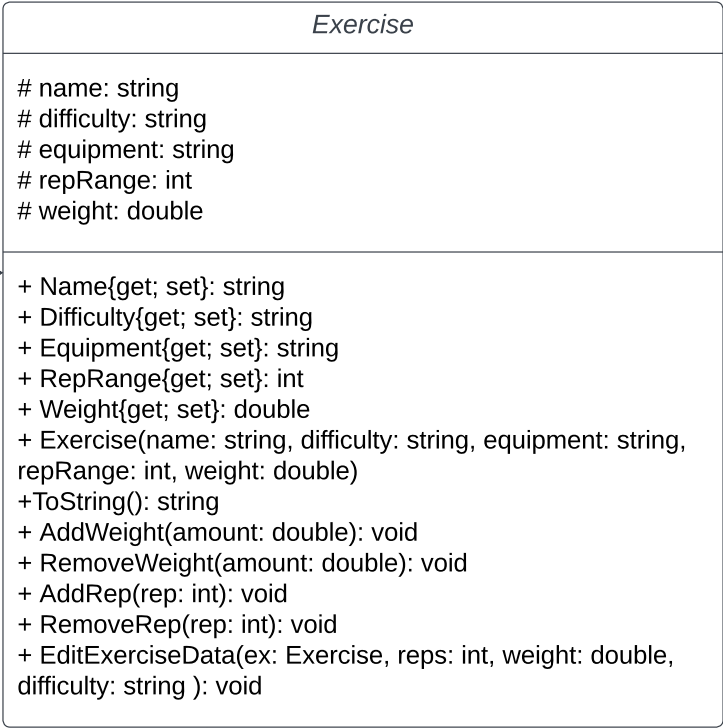 Exercise
# name: string
# difficulty: string
# equipment: string
# repRange: int
# weight: double
+ Name{get; set}: string
+ Difficulty{get; set}: string
+ Equipment{get; set}: string
+ RepRange{get; set}: int
+ Weight{get; set}: double
+ Exercise(name: string, difficulty: string, equipment: string,
repRange: int, weight: double)
+ToString(): string
+ AddWeight(amount: double): void
+ RemoveWeight(amount: double): void
+ AddRep(rep: int): void
+ RemoveRep(rep: int): void
+ EditExerciseData(ex: Exercise, reps: int, weight: double,
difficulty: string ): void